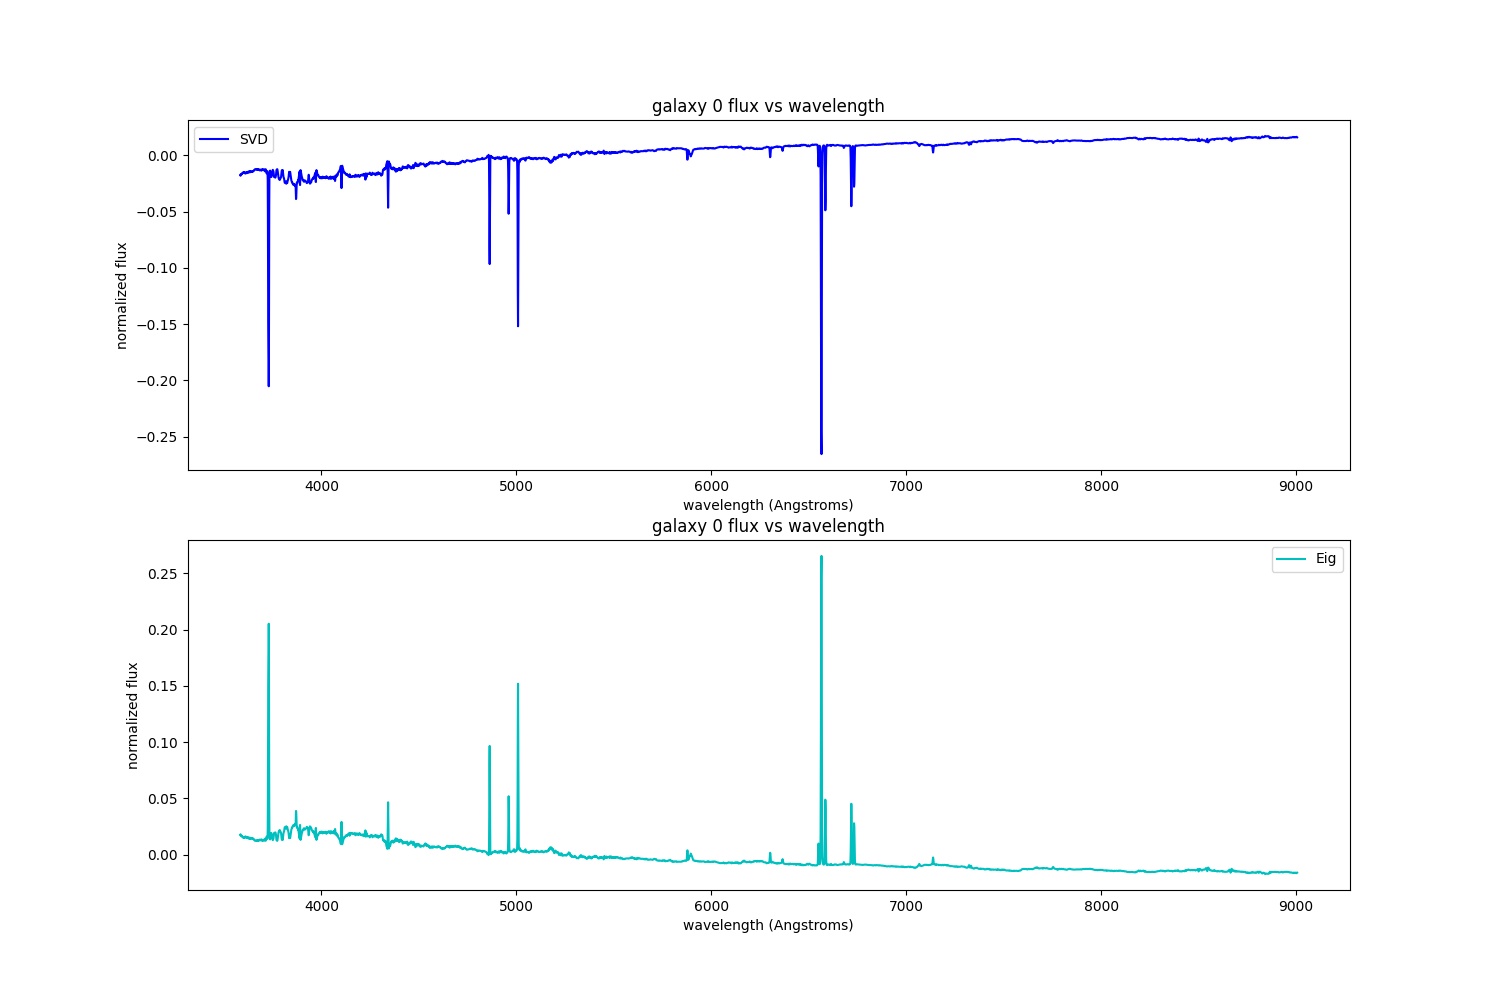 galaxy 0 flux vs wavelength
SVD
normalized flux
0.00
−0.05
−0.10
−0.15
−0.20
−0.25
4000 5000 6000 7000 8000 9000
wavelength (Angstroms)
galaxy 0 flux vs wavelength
Eig
normalized flux
0.25
0.20
0.15
0.10
0.05
0.00
4000 5000 6000 7000 8000 9000
wavelength (Angstroms)